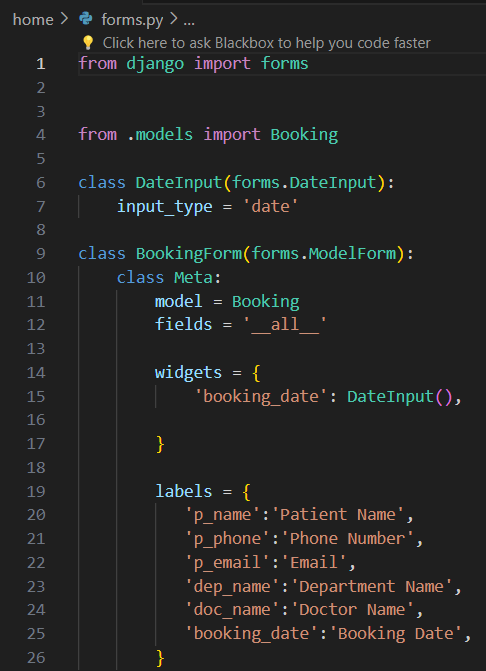 home > forms.py > ...
Click here to ask Blackbox to help you code faster
1 from django import forms
2
3
4 from .models import Booking
5
6 class DateInput(forms.DateInput):
7     input_type = 'date'
8
9 class BookingForm(forms.ModelForm):
10     class Meta:
11         model = Booking
12         fields = '__all__'
13
14         widgets = {
15             'booking_date': DateInput(),
16
17         }
18
19         labels = {
20            'p_name':'Patient Name',
21            'p_phone':'Phone Number',
22            'p_email':'Email',
23            'dep_name':'Department Name',
24            'doc_name':'Doctor Name',
25            'booking_date':'Booking Date',
26         }